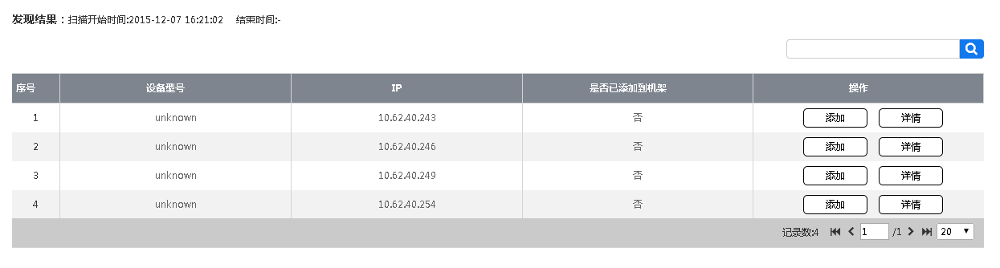 发现结果：扫描开始时间:2015-12-07 16:21:02 结束时间:-
序号 设备型号 IP 是否已添加到机架 操作
1 unknown 10.62.40.243 否 添加 详情
2 unknown 10.62.40.246 否 添加 详情
3 unknown 10.62.40.249 否 添加 详情
4 unknown 10.62.40.254 否 添加 详情
记录数:4 1 /1 20